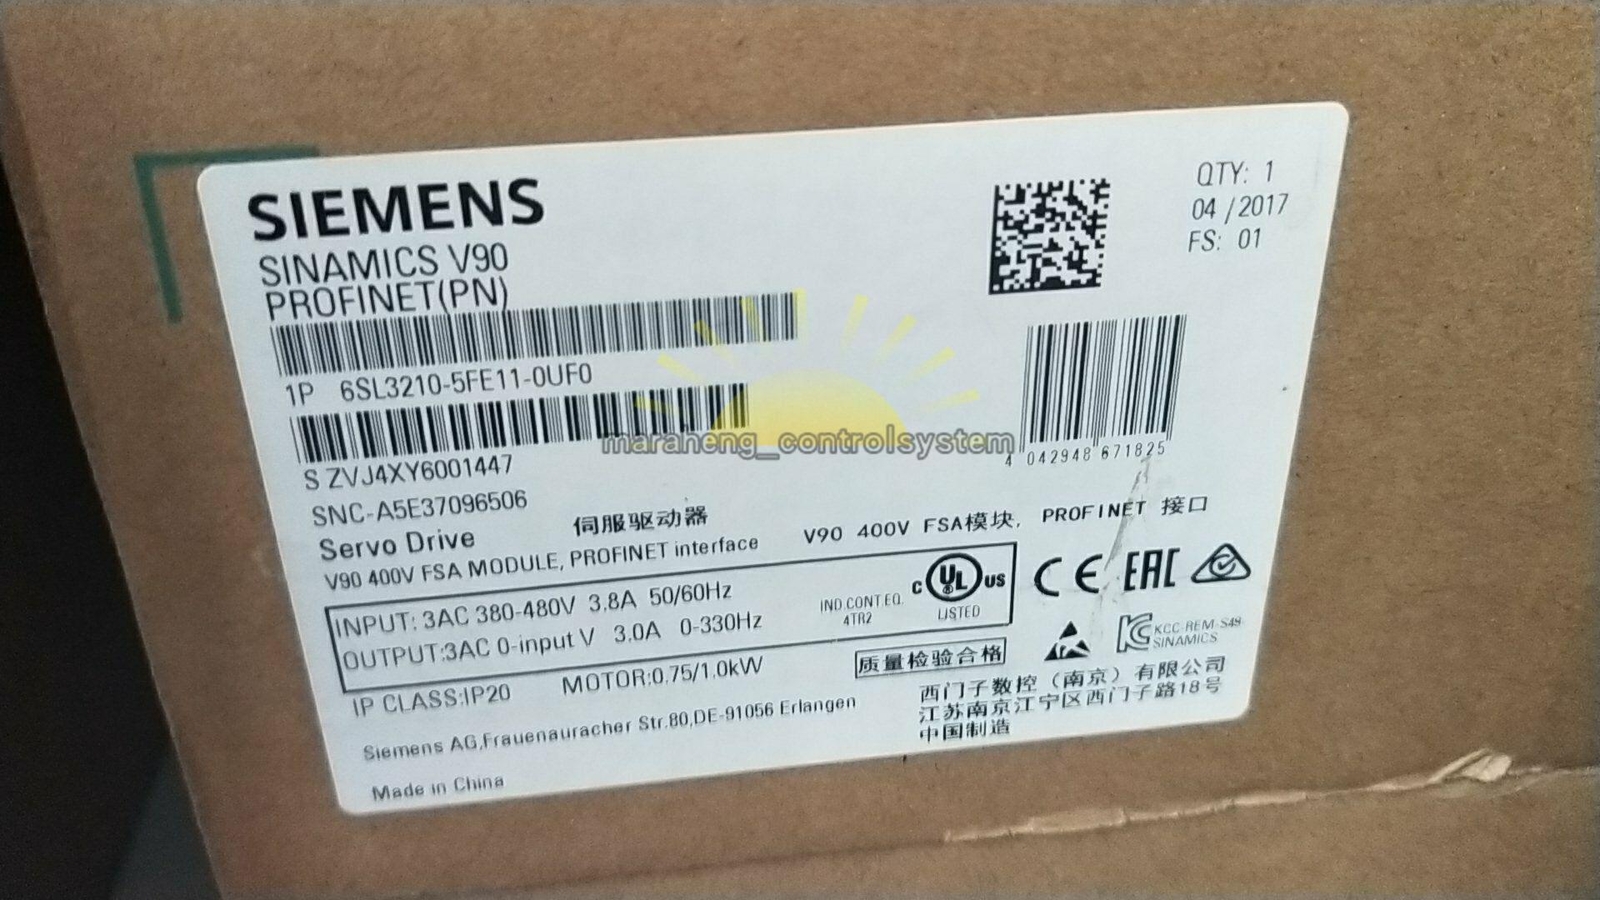 SIEMENS
SINAMICS V90
PROFINET(PN)
1P 6SL3210-5FE11-0UF0
S ZVJ4XY6001447
SNC-A5E37096506
Servo Drive 伺服驱动器
V90 400V FSA MODULE, PROFINET interface V90 400V FSA模块, PROFINET 接口
INPUT: 3AC 380-480V 3.8A 50/60Hz
OUTPUT:3AC 0-input V 3.0A 0-330Hz
IND.CONT.EQ.
4TR2
C UL US
LISTED
CE EAC
IP CLASS:IP20 MOTOR:0.75/1.0kW
质量检验合格
KC KCC-REM-S49-
SINAMICS
Siemens AG,Frauenauracher Str.80,DE-91056 Erlangen
Made in China
西门子数控（南京）有限公司
江苏南京江宁区西门子路18号
中国制造
QTY: 1
04 /2017
FS: 01
4 042948 671825
maraheng_controlsystem